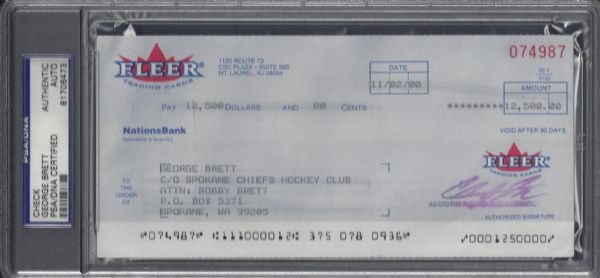 PSA/DNA
CHECK
GEORGE BRETT
PSA/DNA CERTIFIED
AUTHENTIC
AUTO
81706473
FLEER
TRADING CARDS
1120 ROUTE 73
CSC PLAZA - SUITE 300
MT. LAUREL, NJ 08054
074987
DATE
11/02/00
AMOUNT
*********12,500.00
PAY 12,500 DOLLARS AND 00 CENTS
NationsBank
VOID AFTER 90 DAYS
TO
THE
ORDER
OF
GEORGE BRETT
C/O SPOKANE CHIEFS HOCKEY CLUB
ATTN: BOBBY BRETT
P.O. BOX 5371
SPOKANE, WA 99205
FLEER
TRADING CARDS
AUTHORIZED SIGNATURE
⑈074987⑈ ⑆111000012⑆ 375 078 0936⑈ ⑇0001250000⑇